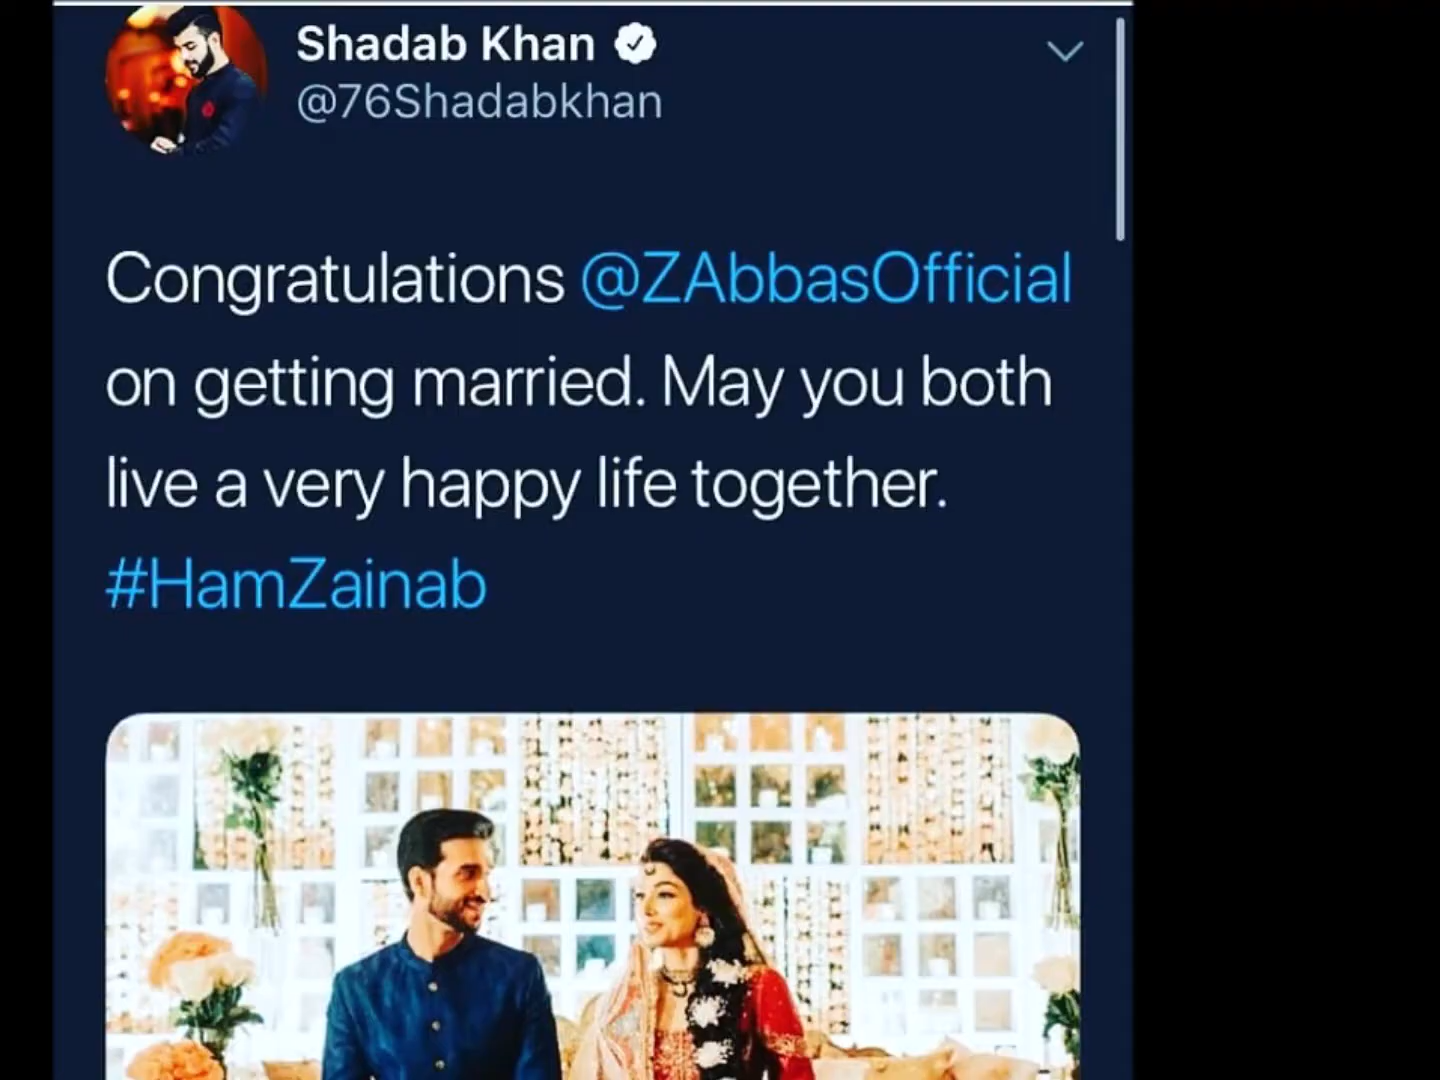 Shadab Khan
@76Shadabkhan
Congratulations @ZAbbasOfficial
on getting married. May you both
live a very happy life together.
#HamZainab